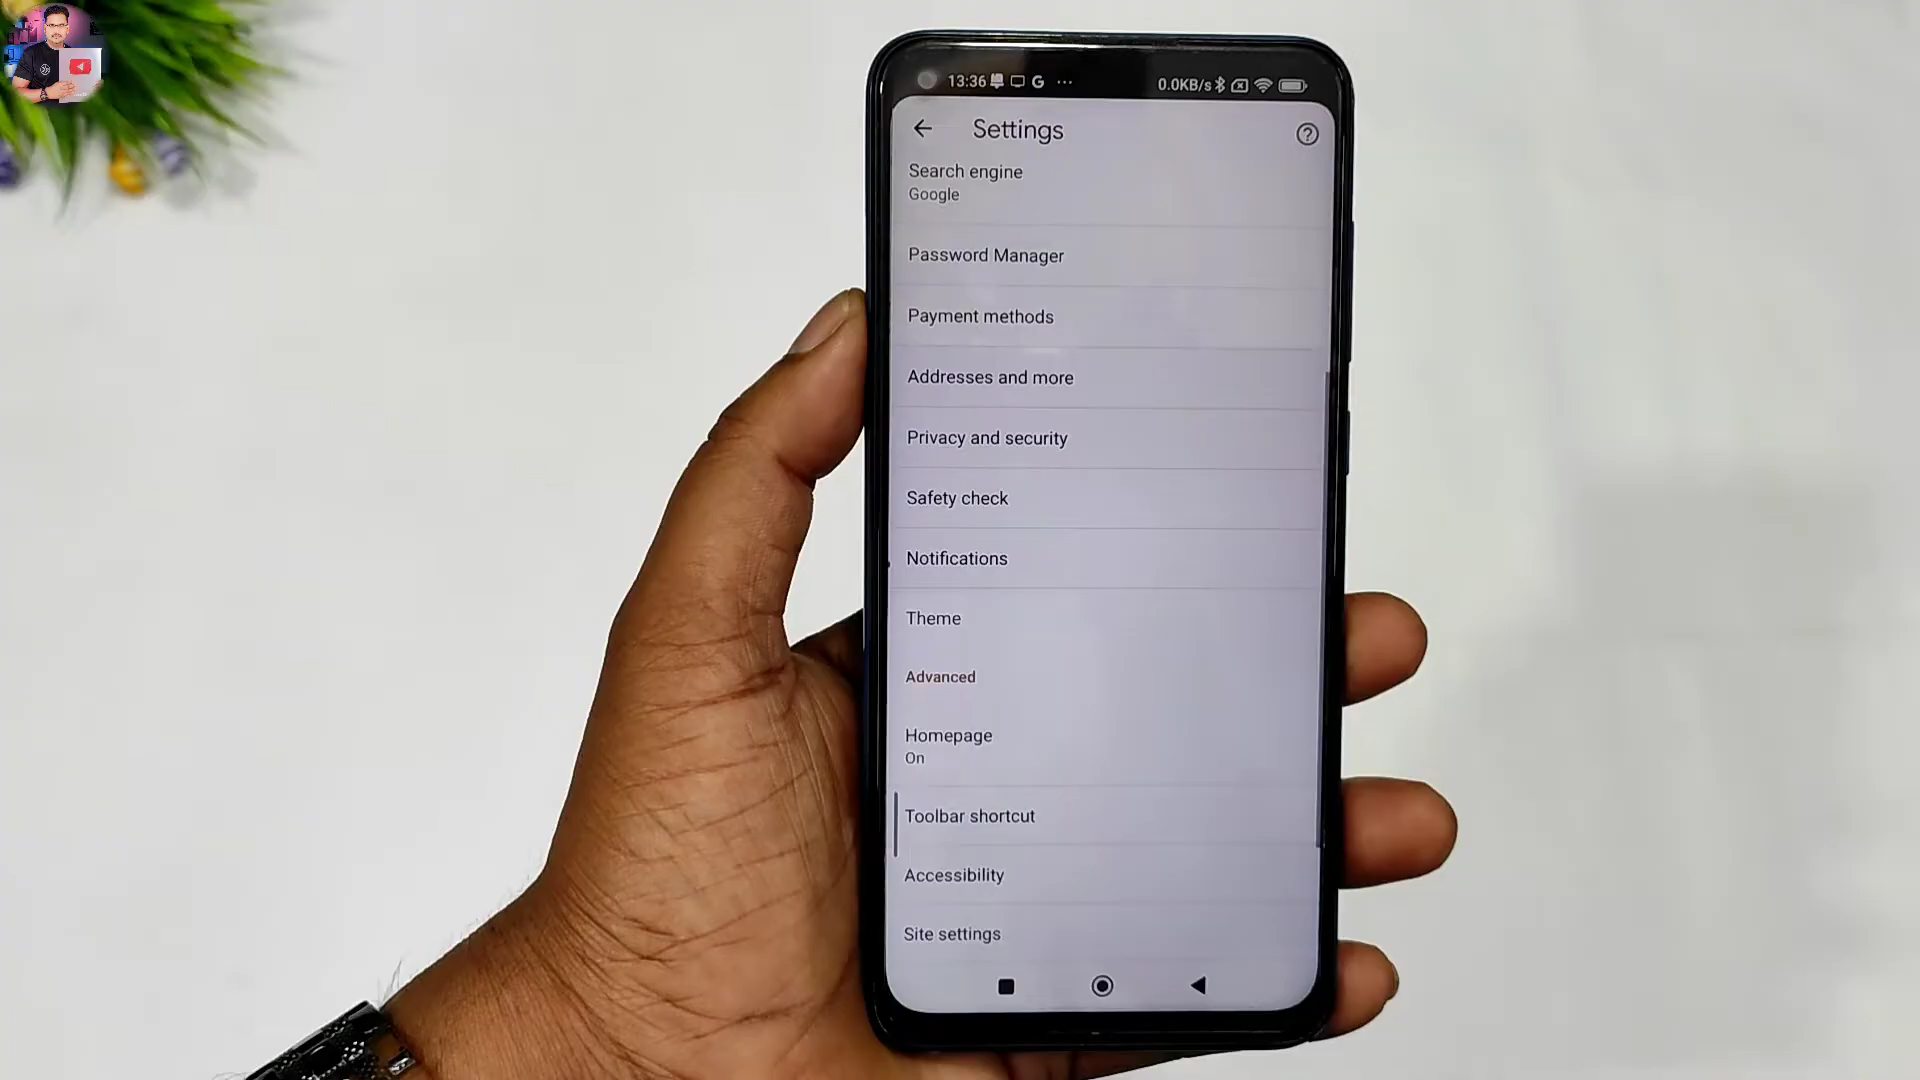 13:36 G ...
0.0KB/s
Settings
Search engine
Google
Password Manager
Payment methods
Addresses and more
Privacy and security
Safety check
Notifications
Theme
Advanced
Homepage
On
Toolbar shortcut
Accessibility
Site settings